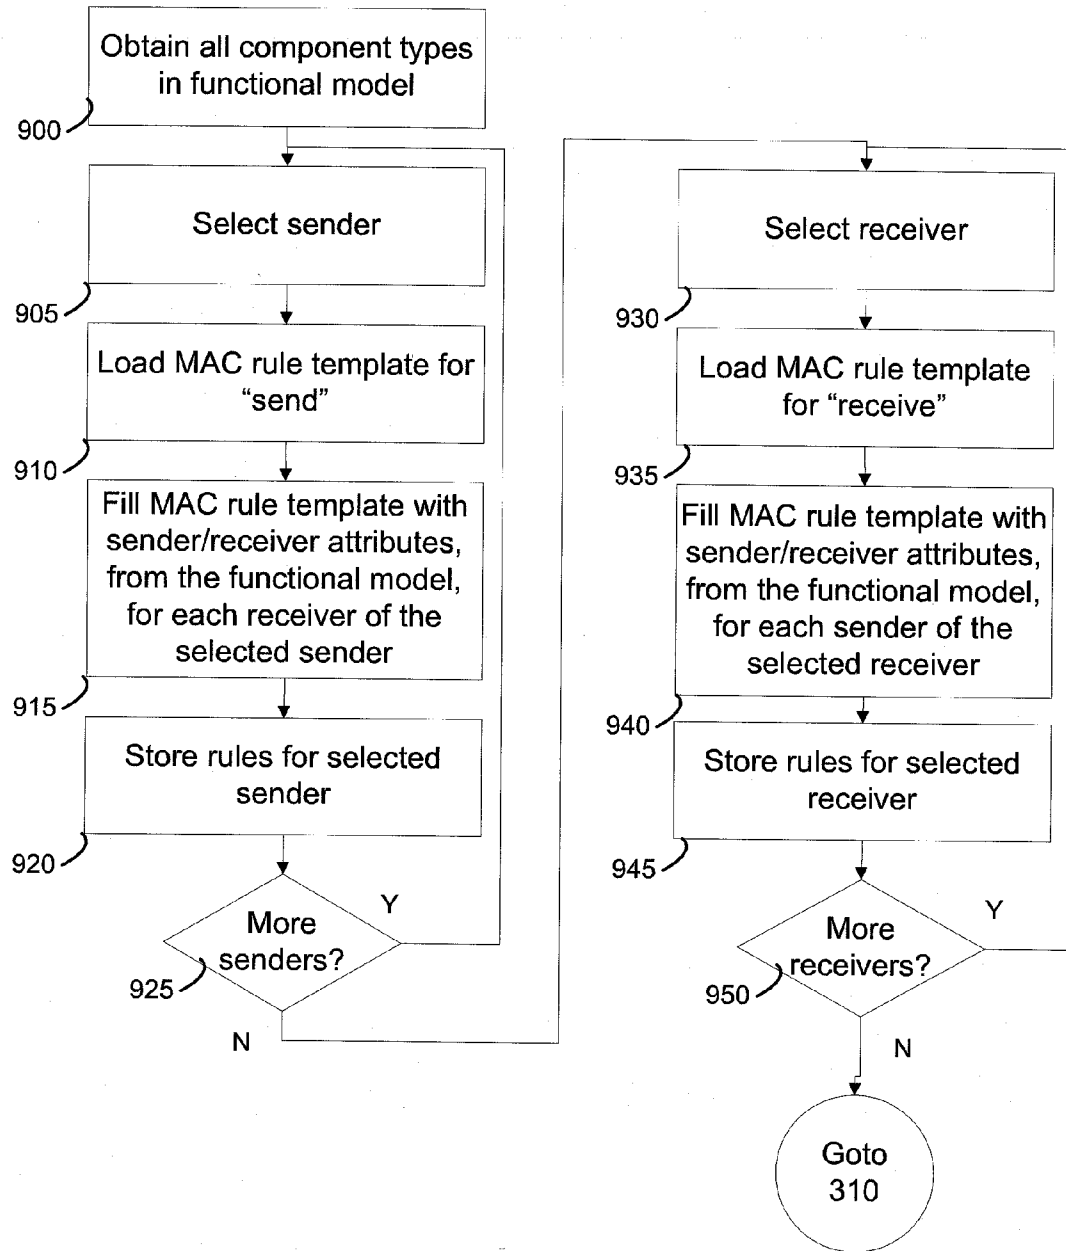 Obtain all component types
in functional model
900
Select sender
905
Load MAC rule template for
“send”
910
Fill MAC rule template with
sender/receiver attributes,
from the functional model,
for each receiver of the
selected sender
915
Store rules for selected
sender
920
More
senders?
Y
925
N
Select receiver
930
Load MAC rule template
for “receive”
935
Fill MAC rule template with
sender/receiver attributes,
from the functional model,
for each sender of the
selected receiver
940
Store rules for selected
receiver
945
More
receivers?
Y
950
N
Goto
310